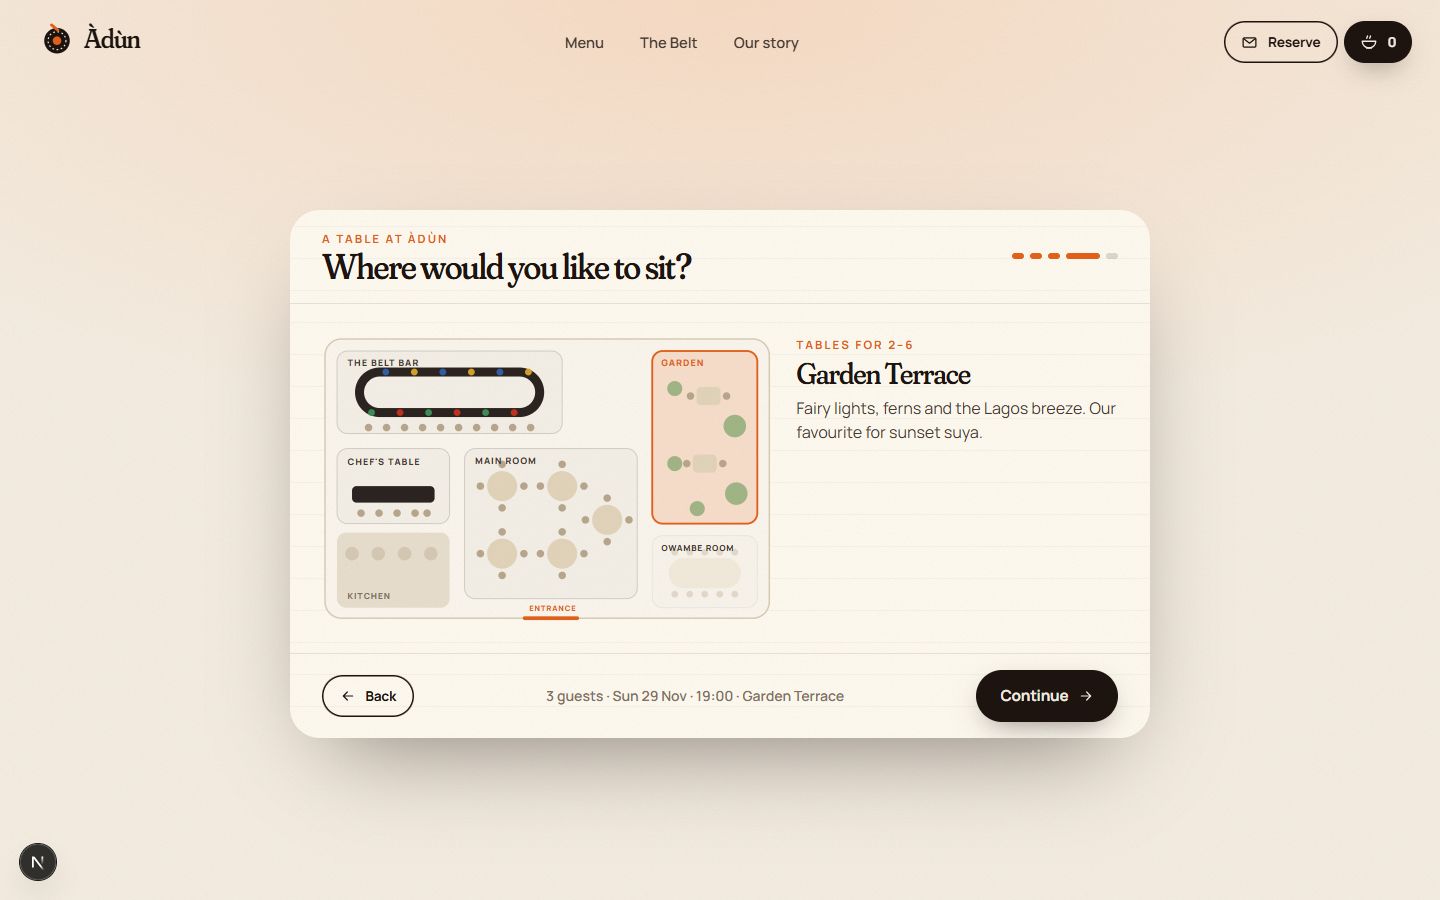 Àdùn
Menu
The Belt
Our story
Reserve
0
A TABLE AT ÀDÙN
Where would you like to sit?
THE BELT BAR
GARDEN
CHEF'S TABLE
MAIN ROOM
KITCHEN
OWAMBE ROOM
ENTRANCE
TABLES FOR 2–6
Garden Terrace
Fairy lights, ferns and the Lagos breeze. Our
favourite for sunset suya.
Back
3 guests · Sun 29 Nov · 19:00 · Garden Terrace
Continue
N